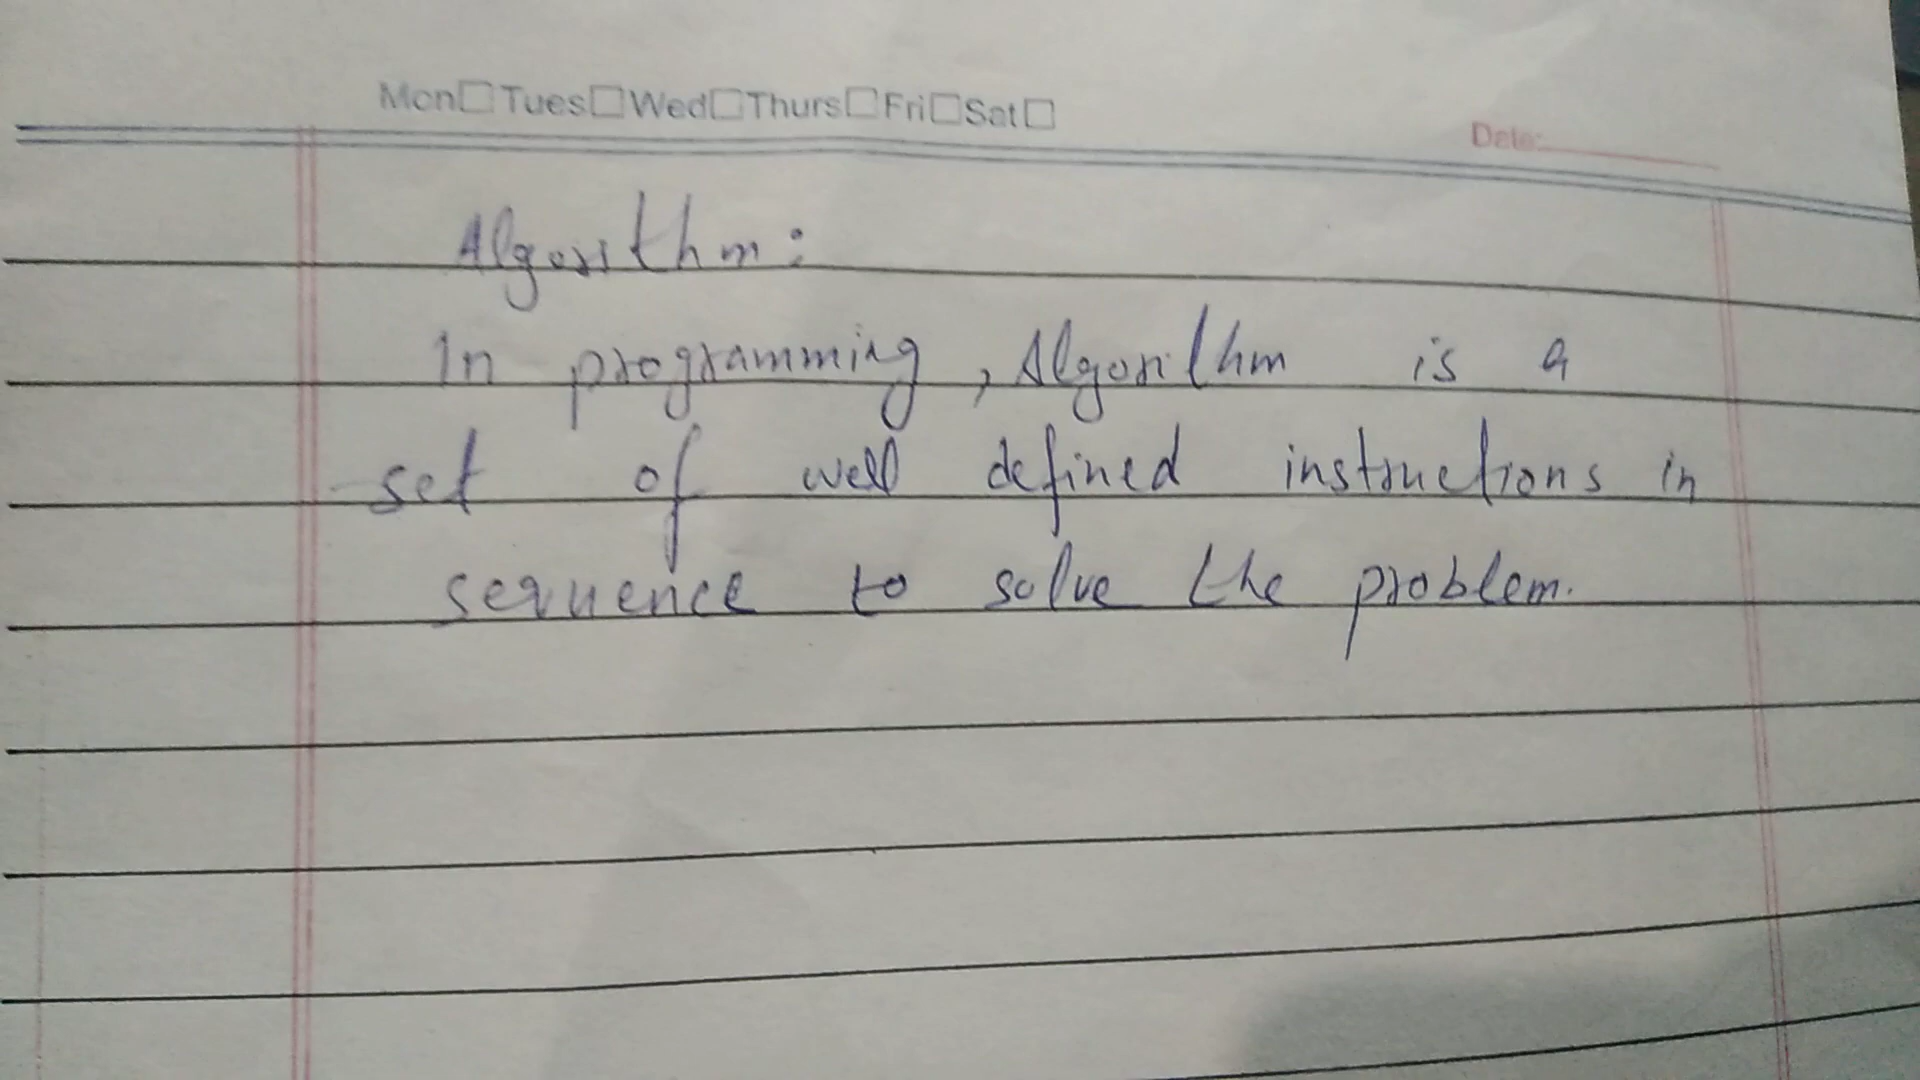 Mon☐Tues☐Wed☐Thurs☐Fri☐Sat☐
Date:
Algorithm:
In programming, Algorithm is a
set of well defined instructions in
sequence to solve the problem.